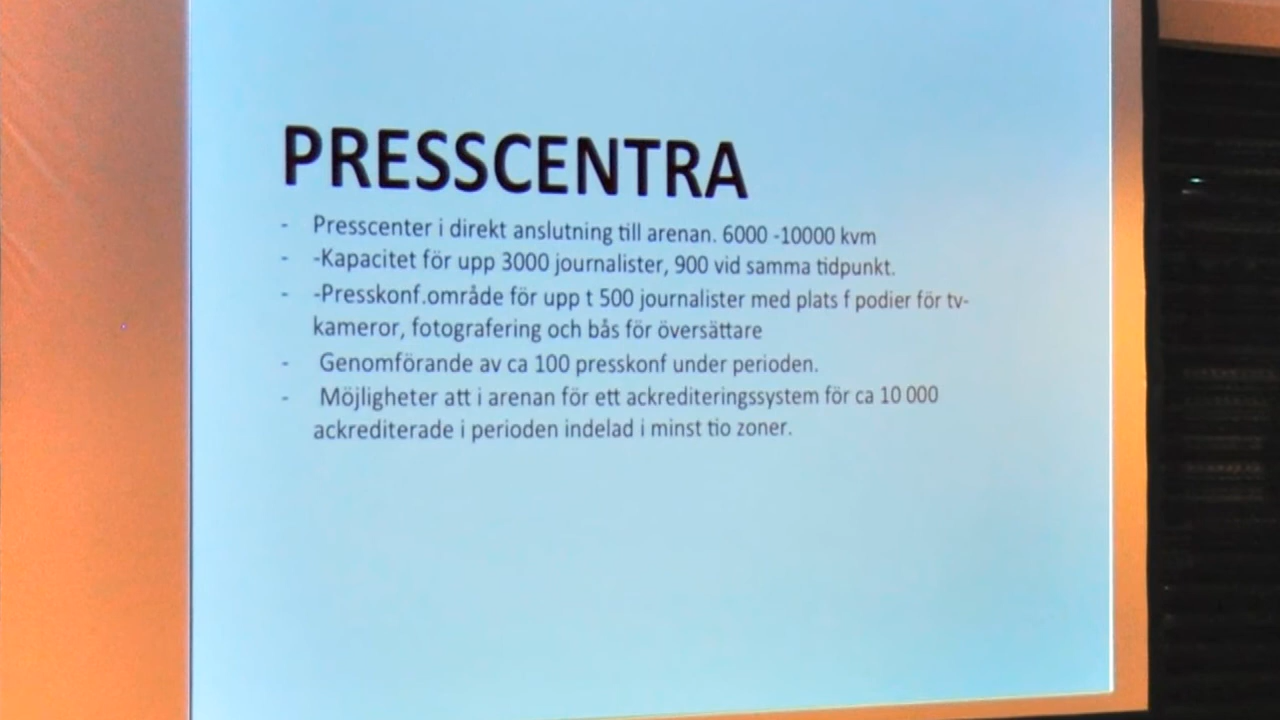 PRESSCENTRA
- Presscenter i direkt anslutning till arenan. 6000 -10000 kvm
- -Kapacitet för upp 3000 journalister, 900 vid samma tidpunkt.
- -Presskonf.område för upp t 500 journalister med plats f podier för tv-
kameror, fotografering och bås för översättare
- Genomförande av ca 100 presskonf under perioden.
- Möjligheter att i arenan för ett ackrediteringssystem för ca 10 000
ackrediterade i perioden indelad i minst tio zoner.